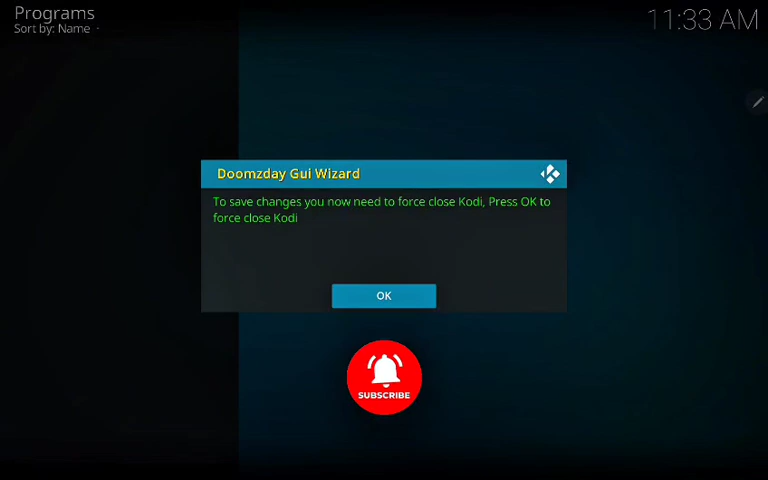 Programs
Sort by: Name ·
11:33 AM
Doomzday Gui Wizard
To save changes you now need to force close Kodi, Press OK to
force close Kodi
OK
SUBSCRIBE